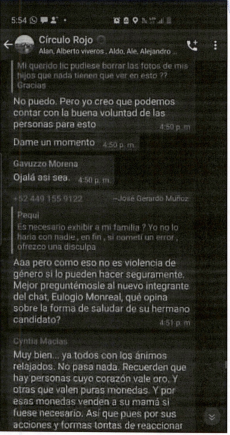 5:54
Círculo Rojo
Alan, Alberto viveros, Aldo, Ale, Alejandro ...
Mi querido lic pudiese borrar las fotos de mis
hijos que nada tienen que ver en esto ??
Gracias
No puedo. Pero yo creo que podemos
contar con la buena voluntad de las
personas para esto
4:50 p. m.
Dame un momento 4:50 p. m.
Gavuzzo Morena
Ojalá así sea. 4:50 p. m.
+52 449 155 9122 ~José Gerardo Muñoz
Pequi
Es necesario exhibir a mi familia ? Yo no lo
haria con nadie , en fin , si cometí un error ,
ofrezco una disculpa
Aaa pero como eso no es violencia de
género si lo pueden hacer seguramente.
Mejor preguntémosle al nuevo integrante
del chat, Eulogio Monreal, qué opina
sobre la forma de saludar de su hermano
candidato?
4:51 p. m.
Cyntia Macías
Muy bien... ya todos con los ánimos
relajados. No pasa nada. Recuerden que
hay personas cuyo corazón vale oro. Y
otras que valen puras monedas. Y por
esas monedas venden a su mamá si
fuese necesario. Así que pues por sus
acciones y formas tontas de reaccionar